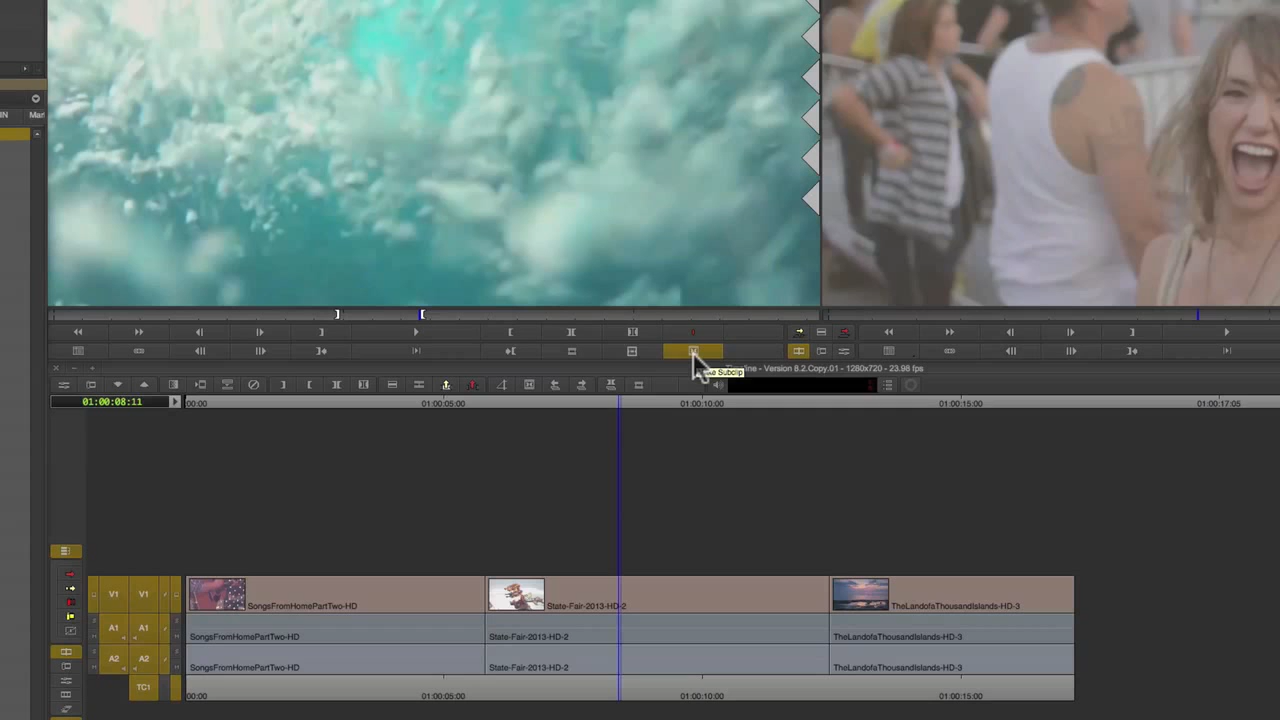 IN Mar
ke Subclip
line - Version 8.2.Copy.01 - 1280x720 - 23.98 fps
01:00:08:11
00:00 01:00:05:00 01:00:10:00 01:00:15:00 01:00:17:05
V1 V1 SongsFromHomePartTwo-HD State-Fair-2013-HD-2 TheLandofaThousandIslands-HD-3
A1 A1 SongsFromHomePartTwo-HD State-Fair-2013-HD-2 TheLandofaThousandIslands-HD-3
A2 A2 SongsFromHomePartTwo-HD State-Fair-2013-HD-2 TheLandofaThousandIslands-HD-3
TC1 00:00 01:00:05:00 01:00:10:00 01:00:15:00